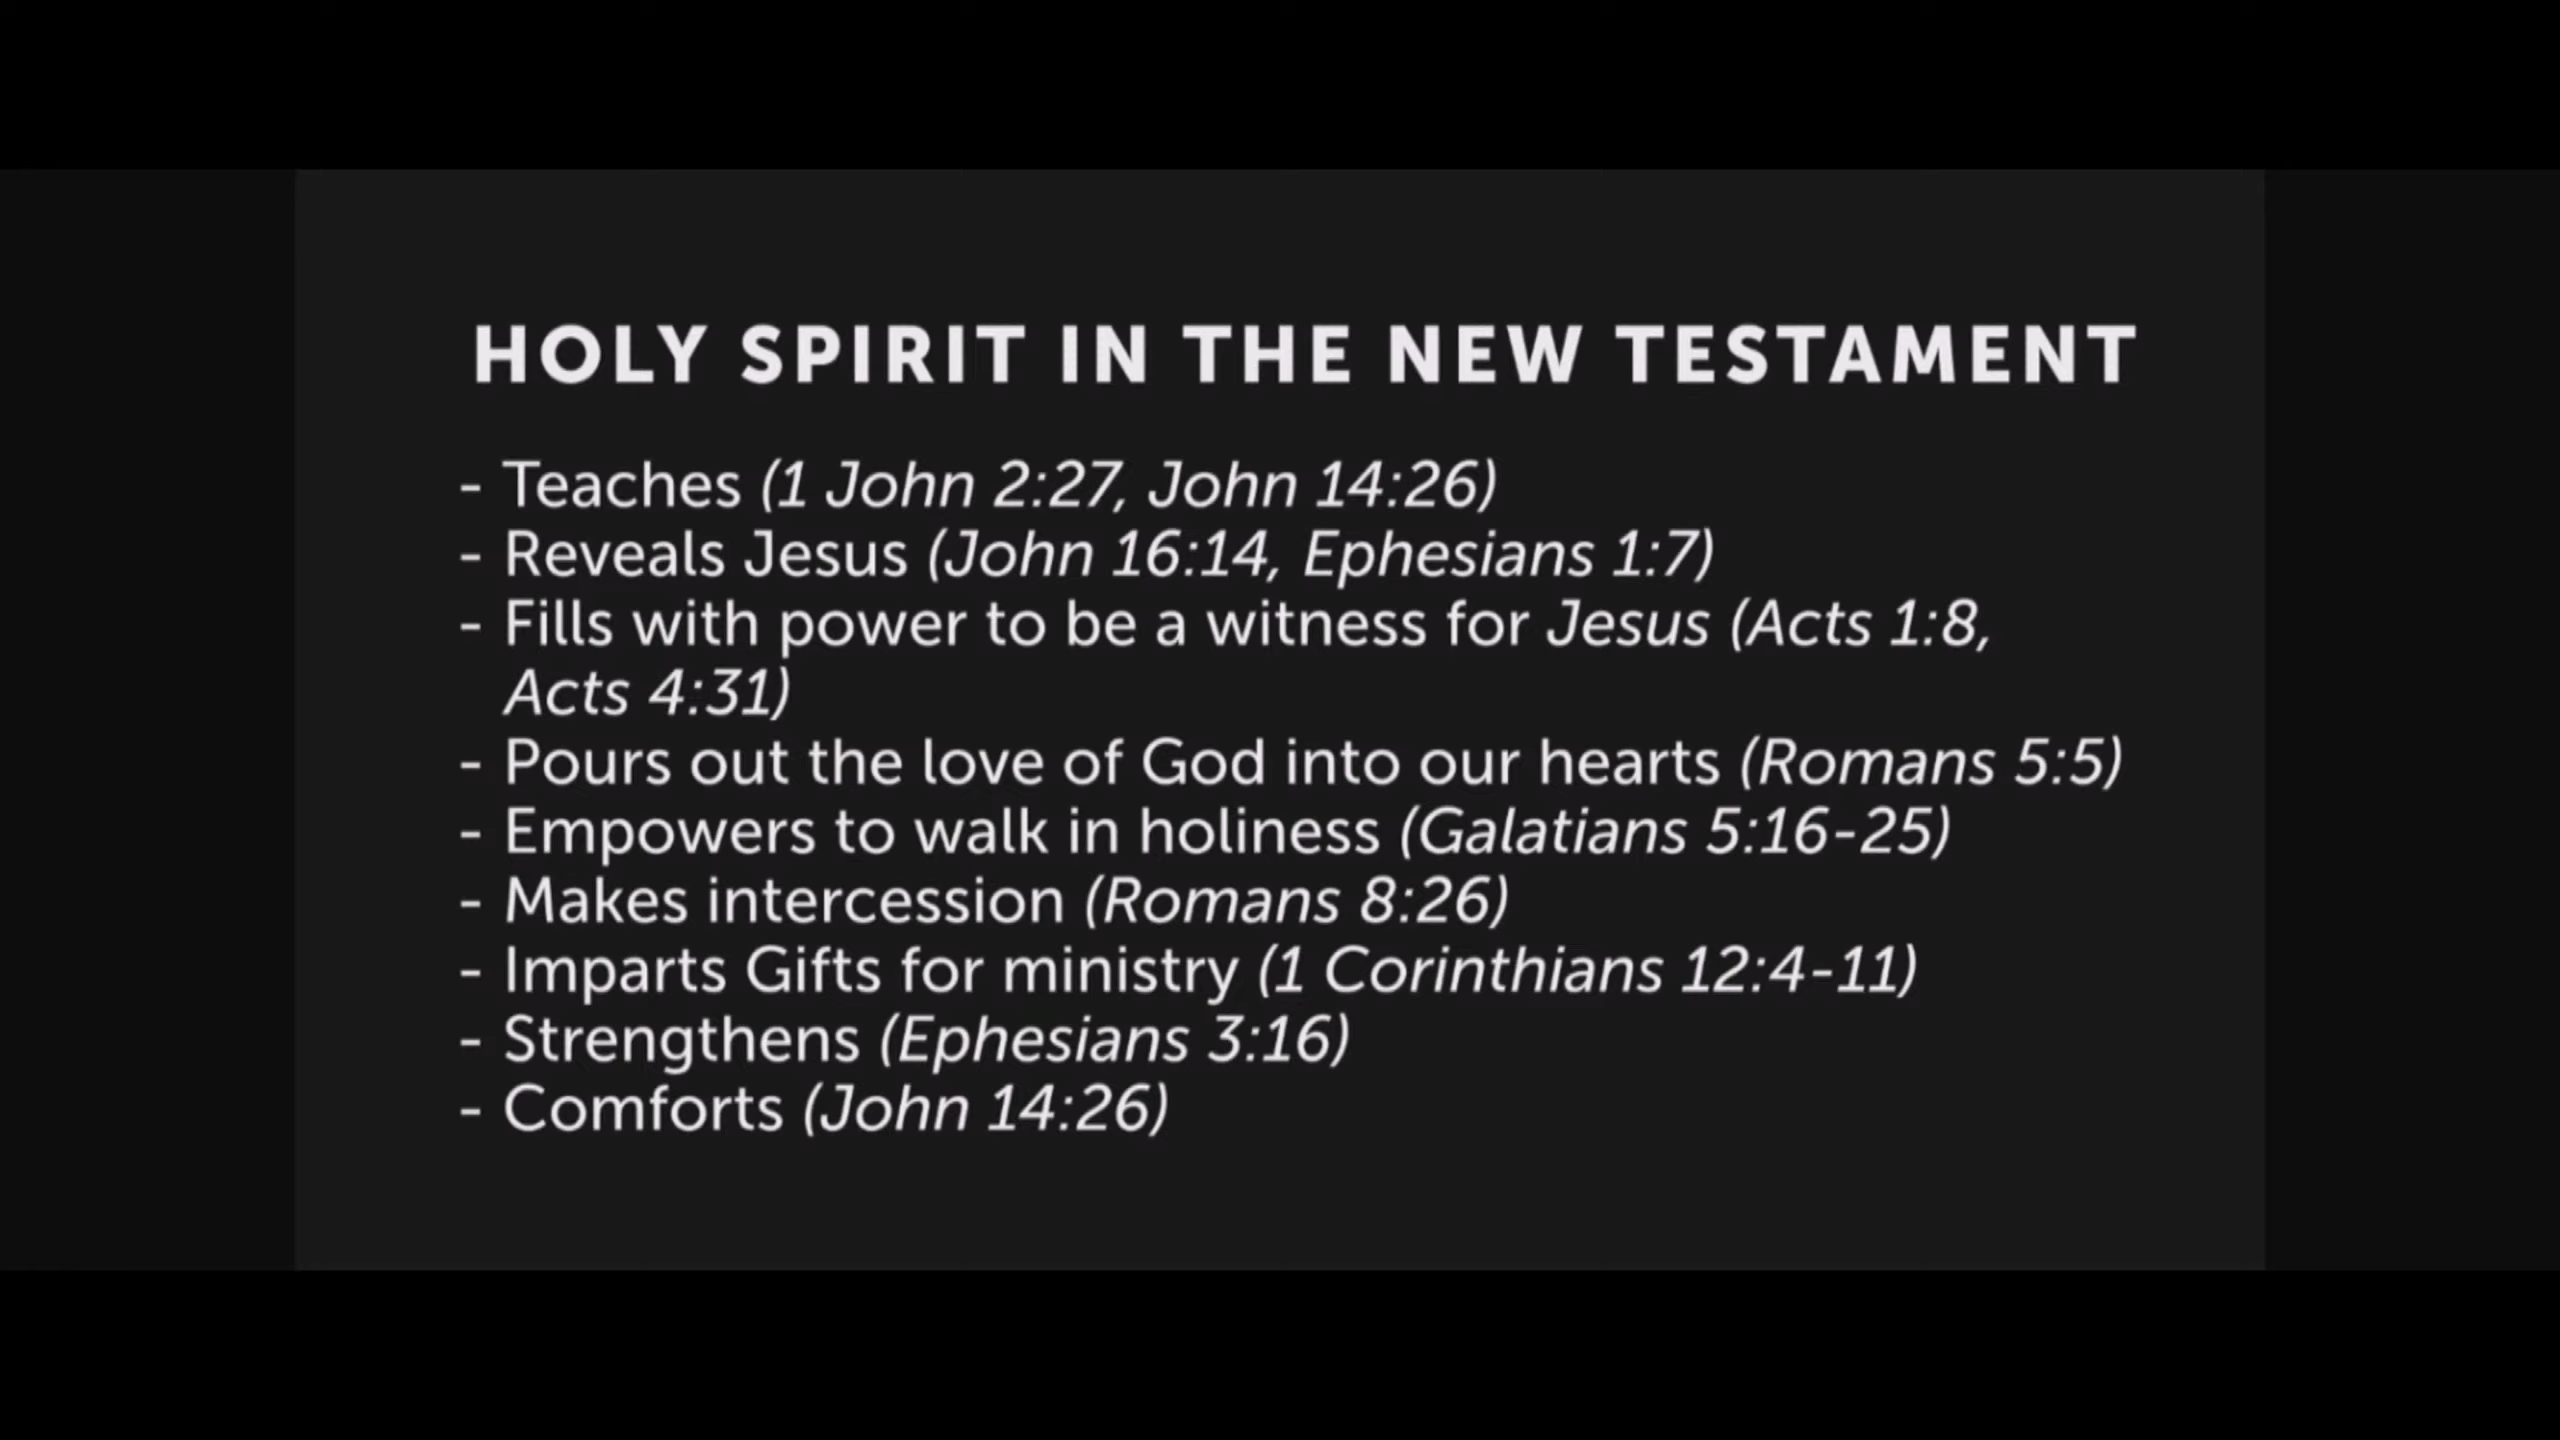 HOLY SPIRIT IN THE NEW TESTAMENT
- Teaches (1 John 2:27, John 14:26)
- Reveals Jesus (John 16:14, Ephesians 1:7)
- Fills with power to be a witness for Jesus (Acts 1:8,
Acts 4:31)
- Pours out the love of God into our hearts (Romans 5:5)
- Empowers to walk in holiness (Galatians 5:16-25)
- Makes intercession (Romans 8:26)
- Imparts Gifts for ministry (1 Corinthians 12:4-11)
- Strengthens (Ephesians 3:16)
- Comforts (John 14:26)